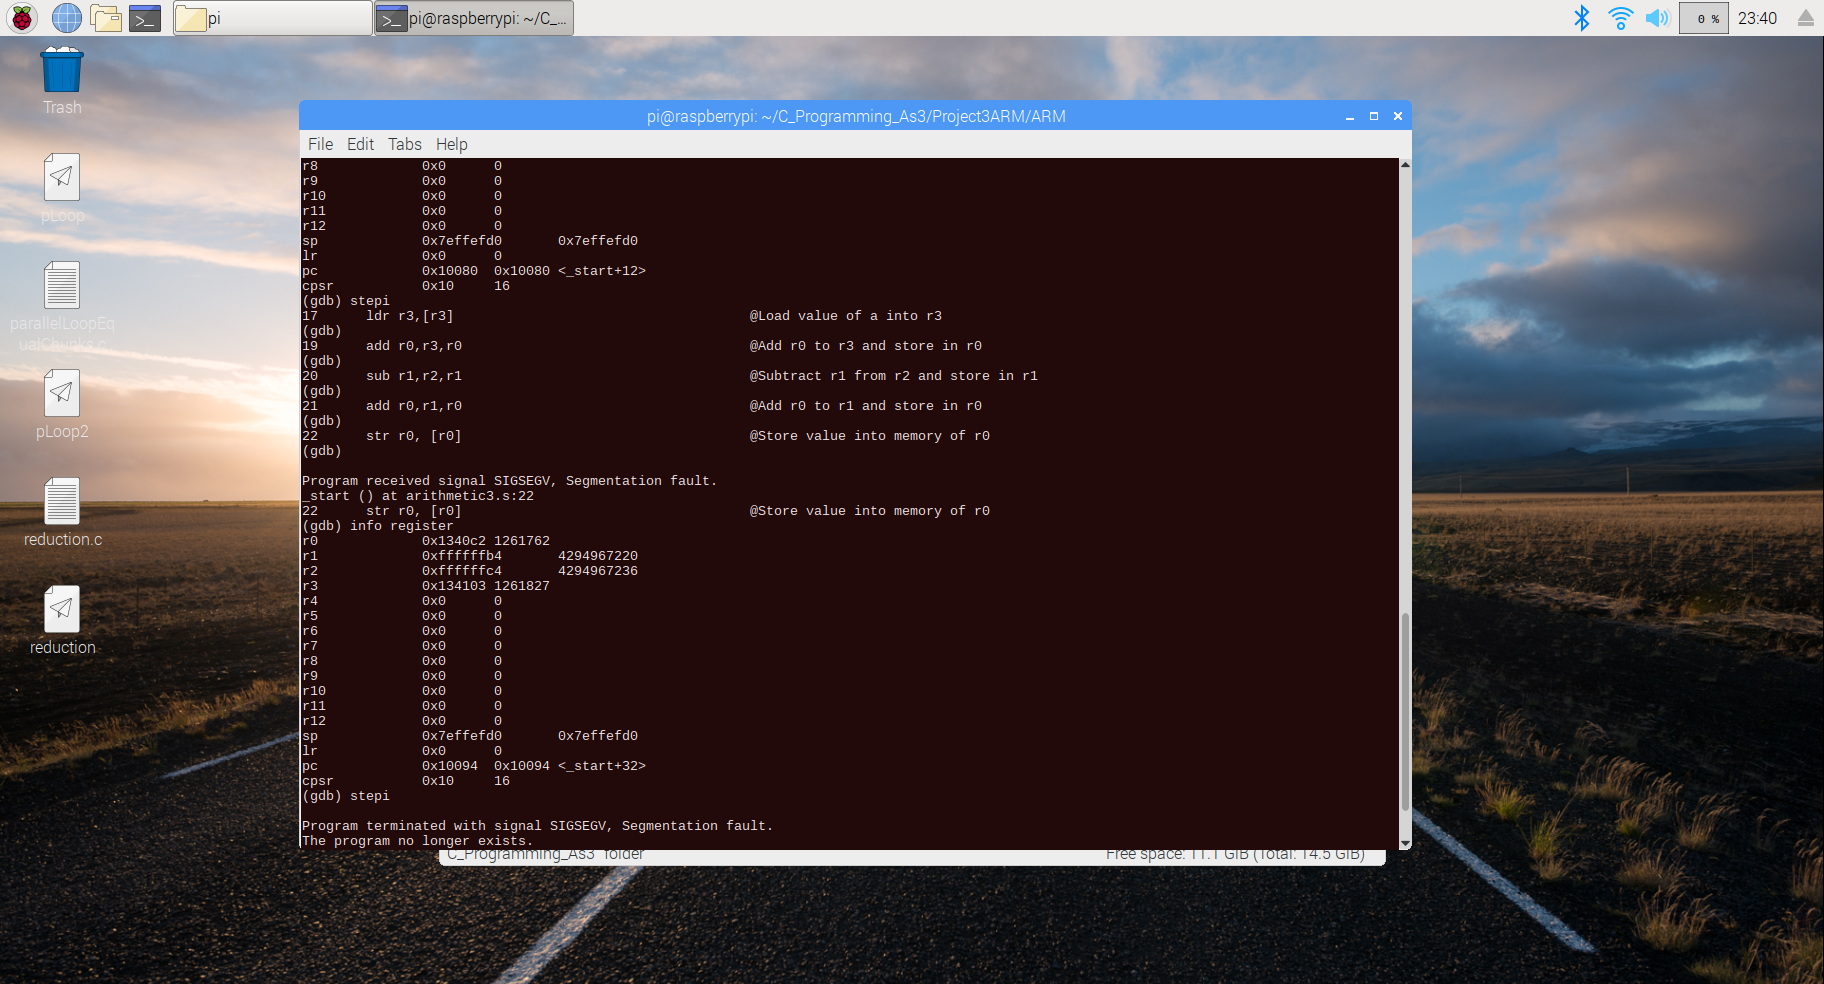 pi
pi@raspberrypi: ~/C_...
0 %
23:40
Trash
pLoop
parallelLoopEq
ualChunks.c
pLoop2
reduction.c
reduction
pi@raspberrypi: ~/C_Programming_As3/Project3ARM/ARM
File Edit Tabs Help
r8 0x0 0
r9 0x0 0
r10 0x0 0
r11 0x0 0
r12 0x0 0
sp 0x7effefd0 0x7effefd0
lr 0x0 0
pc 0x10080 0x10080 <_start+12>
cpsr 0x10 16
(gdb) stepi
17 ldr r3,[r3] @Load value of a into r3
(gdb)
19 add r0,r3,r0 @Add r0 to r3 and store in r0
(gdb)
20 sub r1,r2,r1 @Subtract r1 from r2 and store in r1
(gdb)
21 add r0,r1,r0 @Add r0 to r1 and store in r0
(gdb)
22 str r0, [r0] @Store value into memory of r0
(gdb)
Program received signal SIGSEGV, Segmentation fault.
_start () at arithmetic3.s:22
22 str r0, [r0] @Store value into memory of r0
(gdb) info register
r0 0x1340c2 1261762
r1 0xffffffb4 4294967220
r2 0xffffffc4 4294967236
r3 0x134103 1261827
r4 0x0 0
r5 0x0 0
r6 0x0 0
r7 0x0 0
r8 0x0 0
r9 0x0 0
r10 0x0 0
r11 0x0 0
r12 0x0 0
sp 0x7effefd0 0x7effefd0
lr 0x0 0
pc 0x10094 0x10094 <_start+32>
cpsr 0x10 16
(gdb) stepi
Program terminated with signal SIGSEGV, Segmentation fault.
The program no longer exists.
"C_Programming_As3" folder Free space: 11.1 GiB (Total: 14.5 GiB)